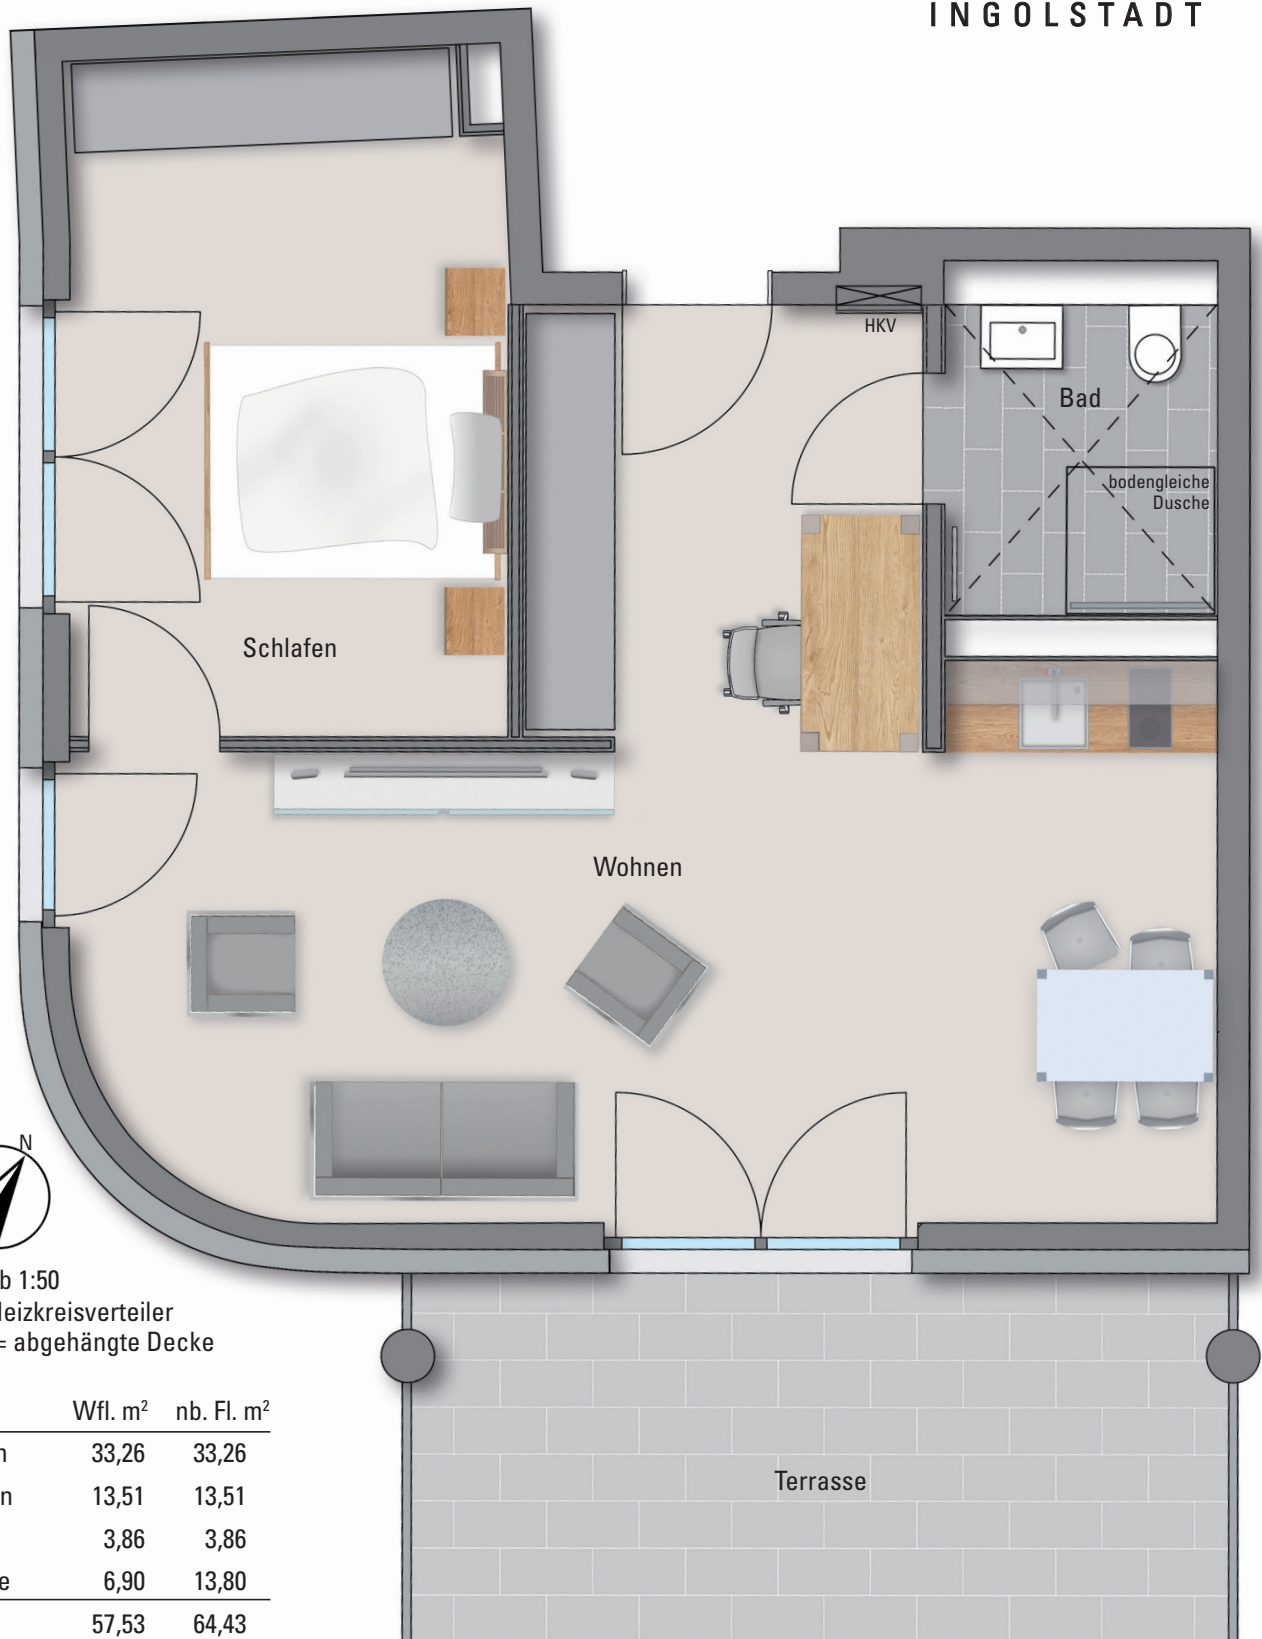 INGOLSTADT
HKV
Bad
bodengleiche
Dusche
Schlafen
Wohnen
N
1:50
= abgehängte Decke
Wfl. m² nb. Fl. m²
33,26 33,26
13,51 13,51
3,86 3,86
6,90 13,80
57,53 64,43
Terrasse